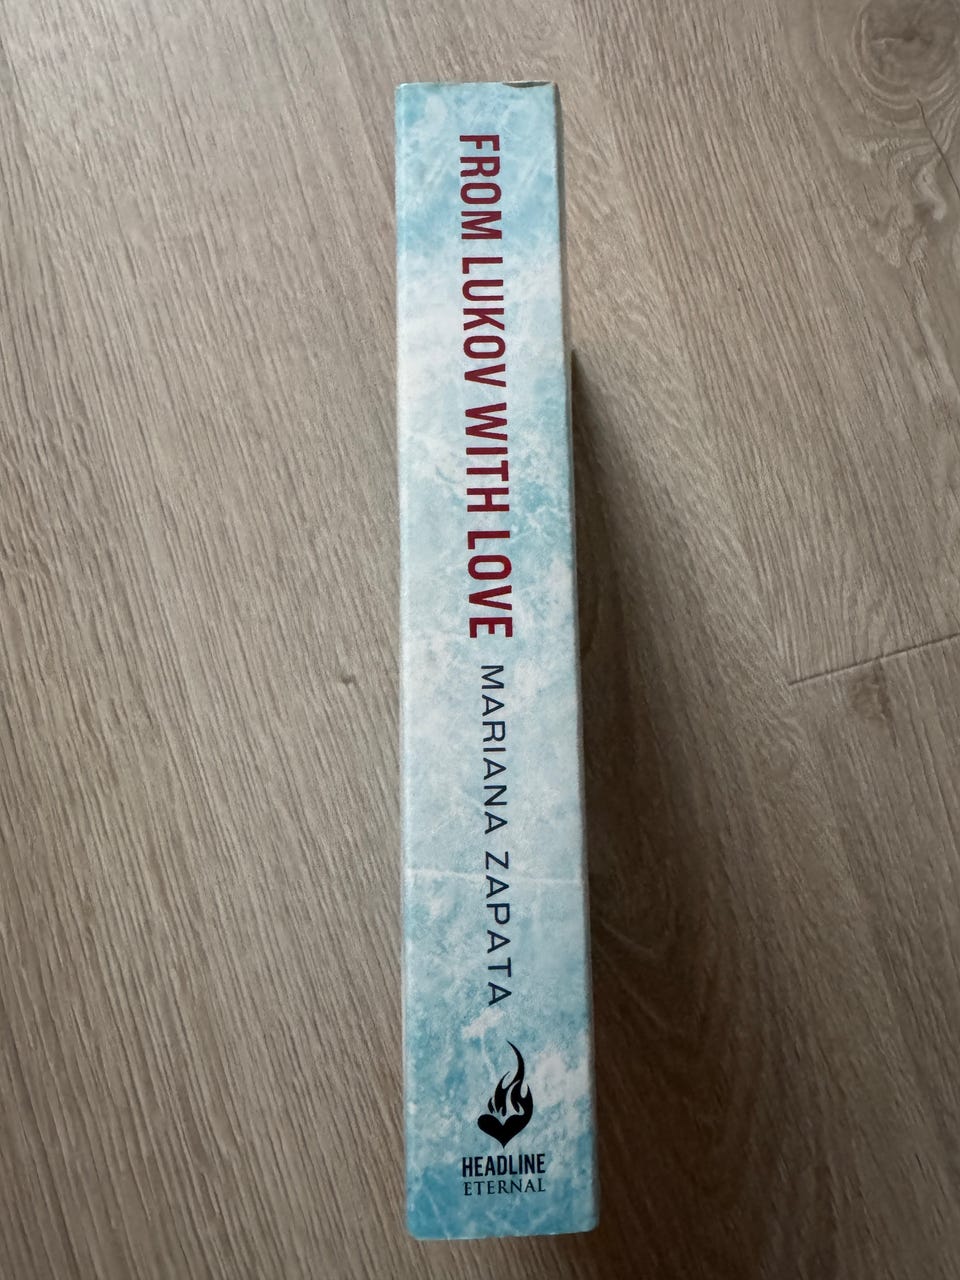 FROM LUKOV WITH LOVE
MARIANA ZAPATA
HEADLINE
ETERNAL